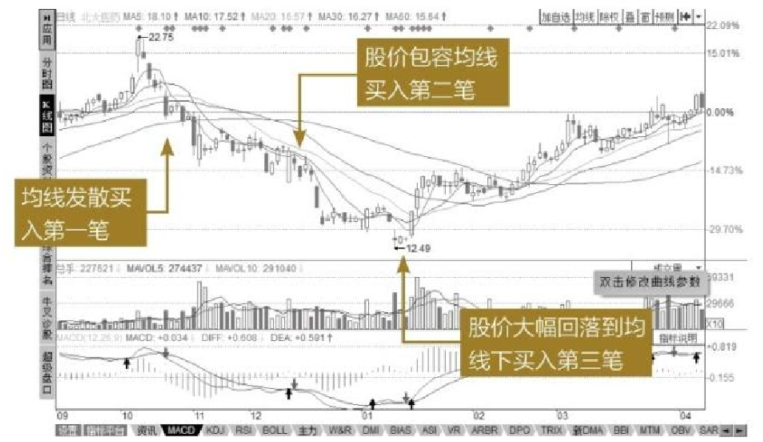 日线 北大医药 MA5: 18.10↑ MA10: 17.52↑ MA20: 16.57↑ MA30: 16.27↑ MA60: 15.64↑
加自选 均线 除权 叠 窗 预测
应用
分时图
K线图
个股资
综合排名
牛叉诊股
超级盘口
22.09%
15.01%
0.00%
-14.73%
-29.70%
22.75
股价包容均线
买入第二笔
均线发散买
入第一笔
12.49
总手: 227621↓ MAVOL5: 274437↓ MAVOL10: 291040↓
成交量
双击修改曲线参数
59331
29666
X10
股价大幅回落到均
线下买入第三笔
MACD(12,26,9) MACD: +0.034↓ DIFF: +0.608↓ DEA: +0.591↑
指标说明
+0.819
-0.155
09 10 11 12 01 02 03 04
设置 指标平台 资讯 MACD KDJ RSI BOLL 主力 W&R DMI BIAS ASI VR ARBR DPO TRIX 新DMA BBI MTM OBV SAR